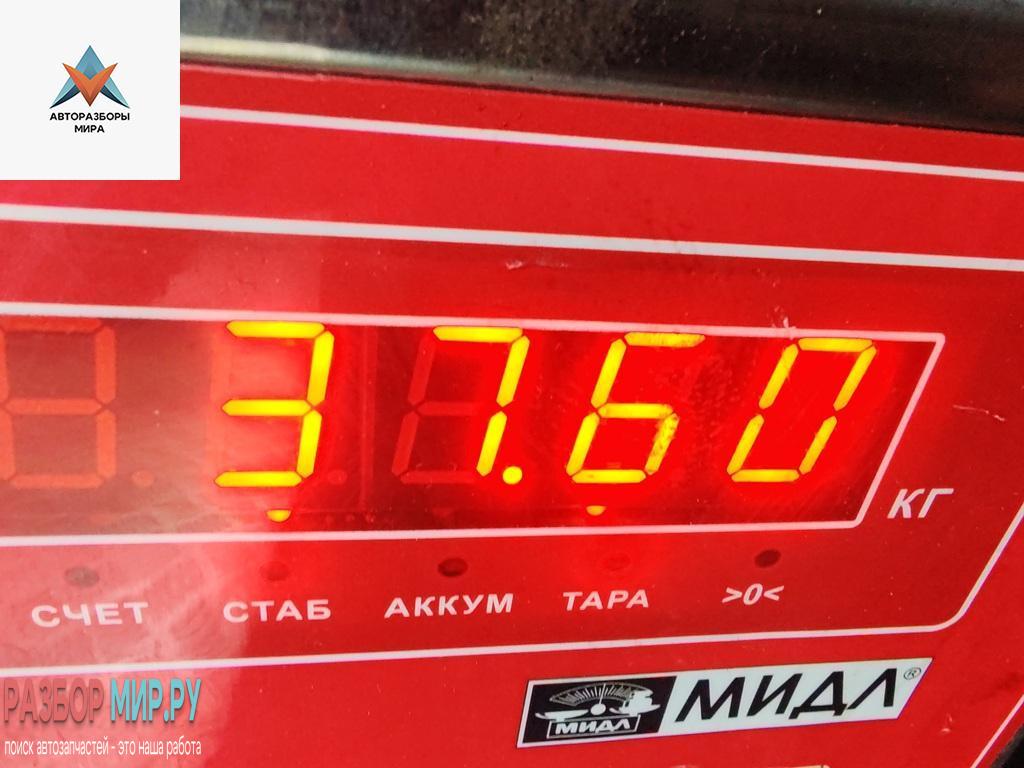 АВТОРАЗБОРЫ
МИРА
37.60
КГ
СЧЕТ СТАБ АККУМ ТАРА >0<
МИДЛ МИДЛ®
РАЗБОР МИР.РУ
поиск автозапчастей - это наша работа